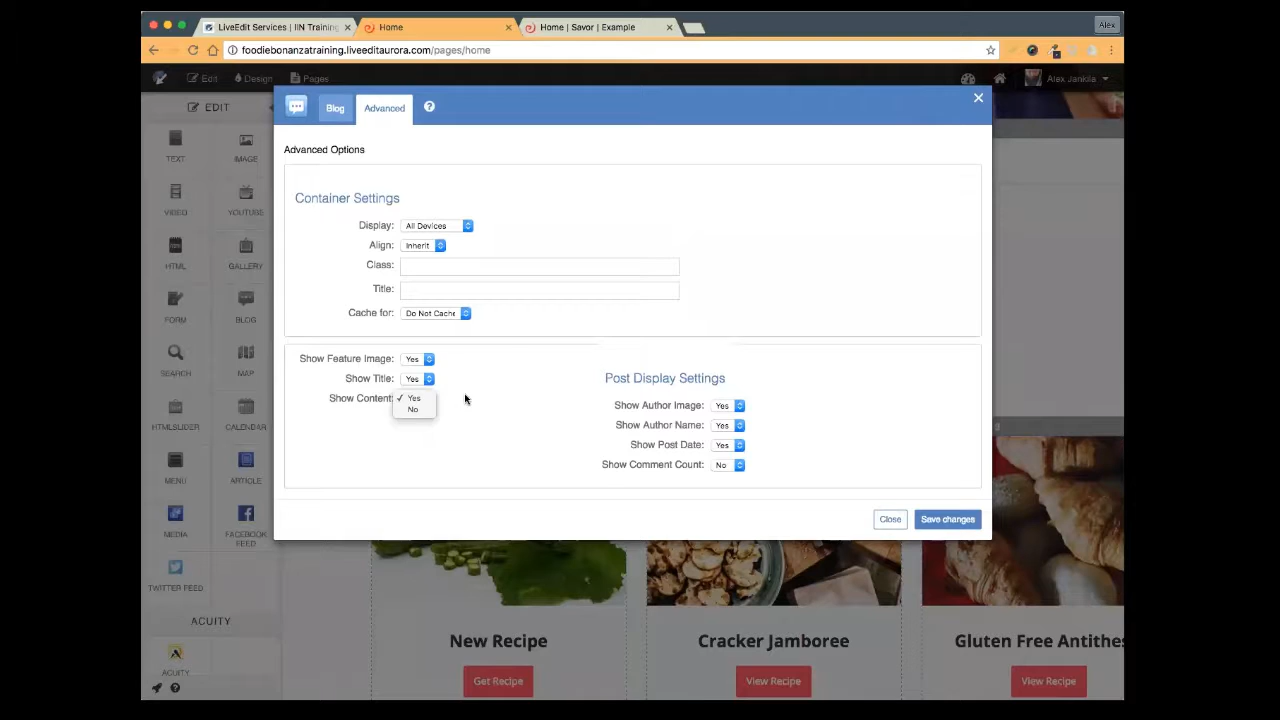 LiveEdit Services | IIN Training
Home
Home | Savor | Example
Alex
foodiebonanzatraining.liveeditaurora.com/pages/home
Edit
Design
Pages
Alex Jankila
EDIT
TEXT
IMAGE
VIDEO
YOUTUBE
HTML
GALLERY
FORM
BLOG
SEARCH
MAP
HTMLSLIDER
CALENDAR
MENU
ARTICLE
MEDIA
FACEBOOK
FEED
TWITTER FEED
ACUITY
ACUITY
Blog
Advanced
Advanced Options
Container Settings
Display: All Devices
Align: Inherit
Class:
Title:
Cache for: Do Not Cache
Show Feature Image: Yes
Show Title: Yes
Show Content: ✓ Yes
No
Post Display Settings
Show Author Image: Yes
Show Author Name: Yes
Show Post Date: Yes
Show Comment Count: No
Close
Save changes
New Recipe
Cracker Jamboree
Gluten Free Antithes
Get Recipe
View Recipe
View Recipe